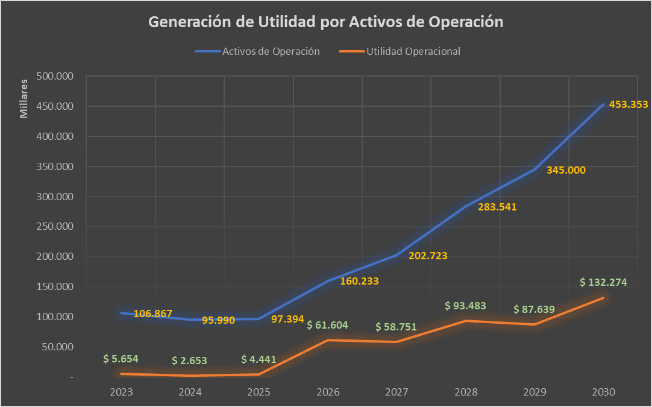 Generación de Utilidad por Activos de Operación
Activos de Operación Utilidad Operacional
Millares
500.000
450.000
400.000
350.000
300.000
250.000
200.000
150.000
100.000
50.000
-
106.867 95.990 97.394 160.233 202.723 283.541 345.000 453.353
$ 5.654 $ 2.653 $ 4.441 $ 61.604 $ 58.751 $ 93.483 $ 87.639 $ 132.274
2023 2024 2025 2026 2027 2028 2029 2030